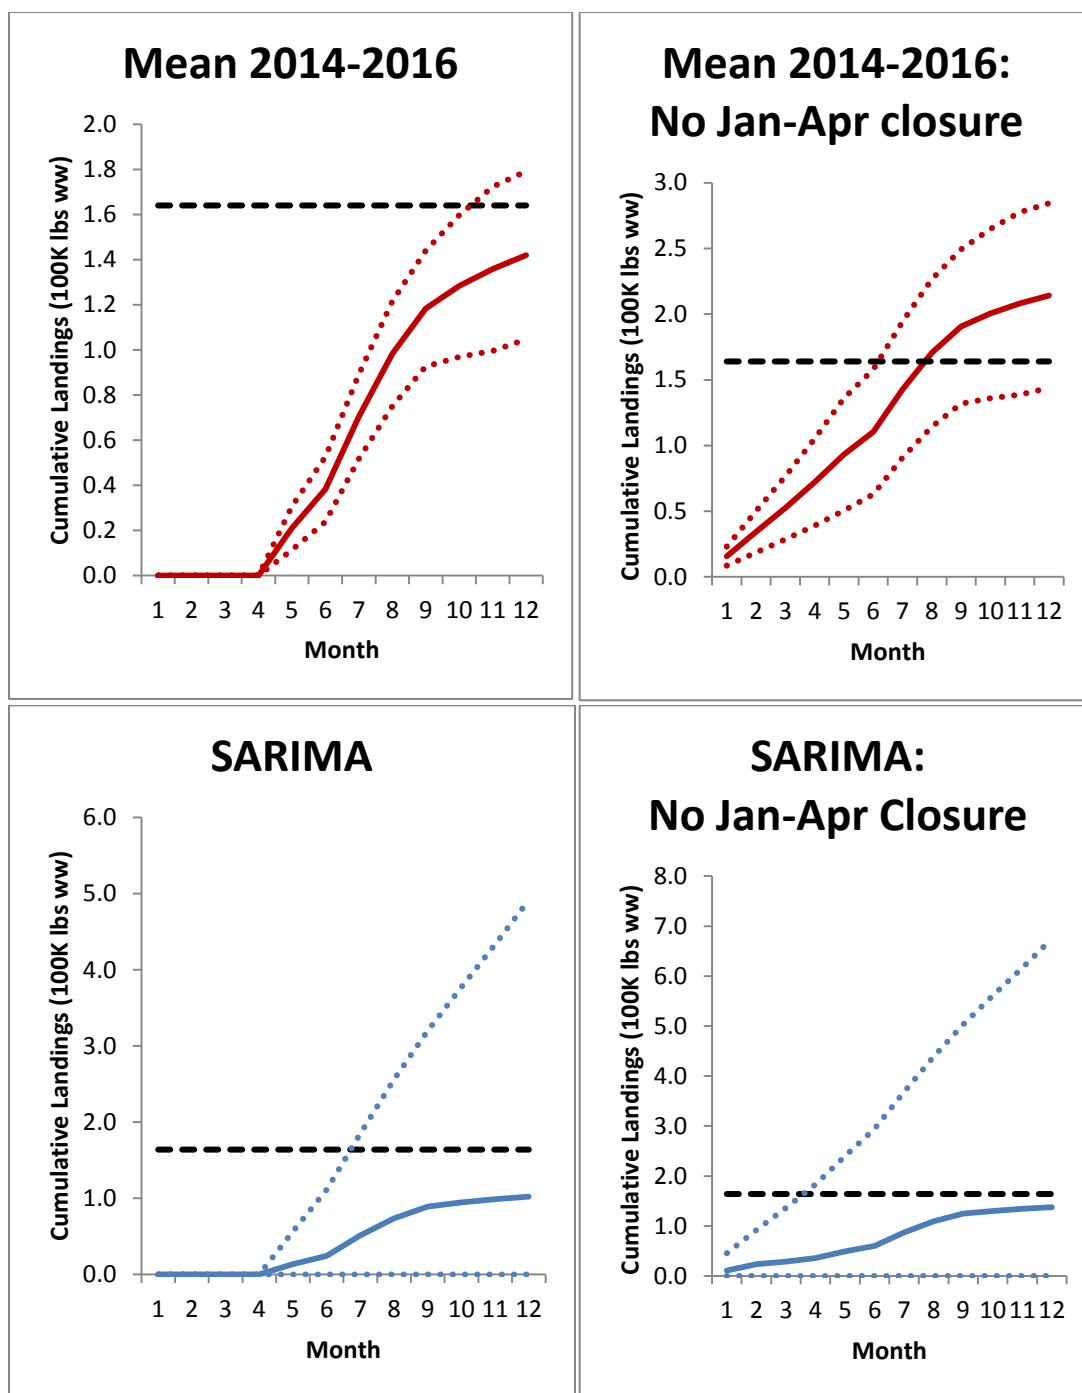 Mean 2014-2016
Cumulative Landings (100K lbs ww)
2.0
1.8
1.6
1.4
1.2
1.0
0.8
0.6
0.4
0.2
0.0
1 2 3 4 5 6 7 8 9 10 11 12
Month
Mean 2014-2016:
No Jan-Apr closure
Cumulative Landings (100K lbs ww)
3.0
2.5
2.0
1.5
1.0
0.5
0.0
1 2 3 4 5 6 7 8 9 10 11 12
Month
SARIMA
Cumulative Landings (100K lbs ww)
6.0
5.0
4.0
3.0
2.0
1.0
0.0
1 2 3 4 5 6 7 8 9 10 11 12
Month
SARIMA:
No Jan-Apr Closure
Cumulative Landings (100K lbs ww)
8.0
7.0
6.0
5.0
4.0
3.0
2.0
1.0
0.0
1 2 3 4 5 6 7 8 9 10 11 12
Month